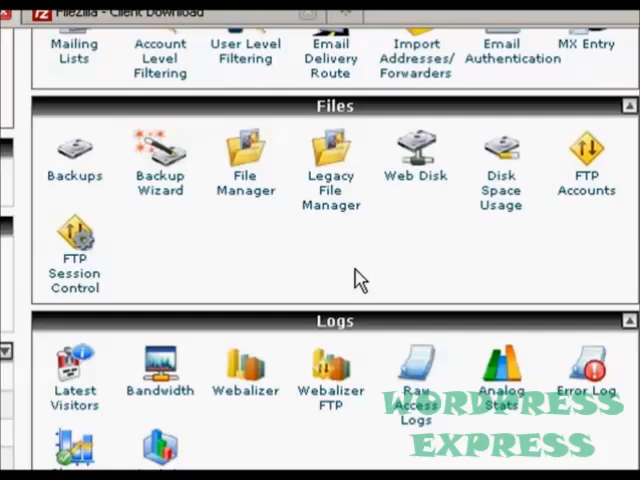 FileZilla - Client Download
Mailing Lists
Account Level Filtering
User Level Filtering
Email Delivery Route
Import Addresses/ Forwarders
Email Authentication
MX Entry
Files
Backups
Backup Wizard
File Manager
Legacy File Manager
Web Disk
Disk Space Usage
FTP Accounts
FTP Session Control
Logs
Latest Visitors
Bandwidth
Webalizer
Webalizer FTP
Raw Access Logs
Analog Stats
Error Log
WORDPRESS
EXPRESS